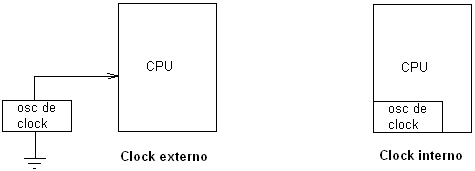 CPU
osc de
clock
Clock externo
CPU
osc de
clock
Clock interno